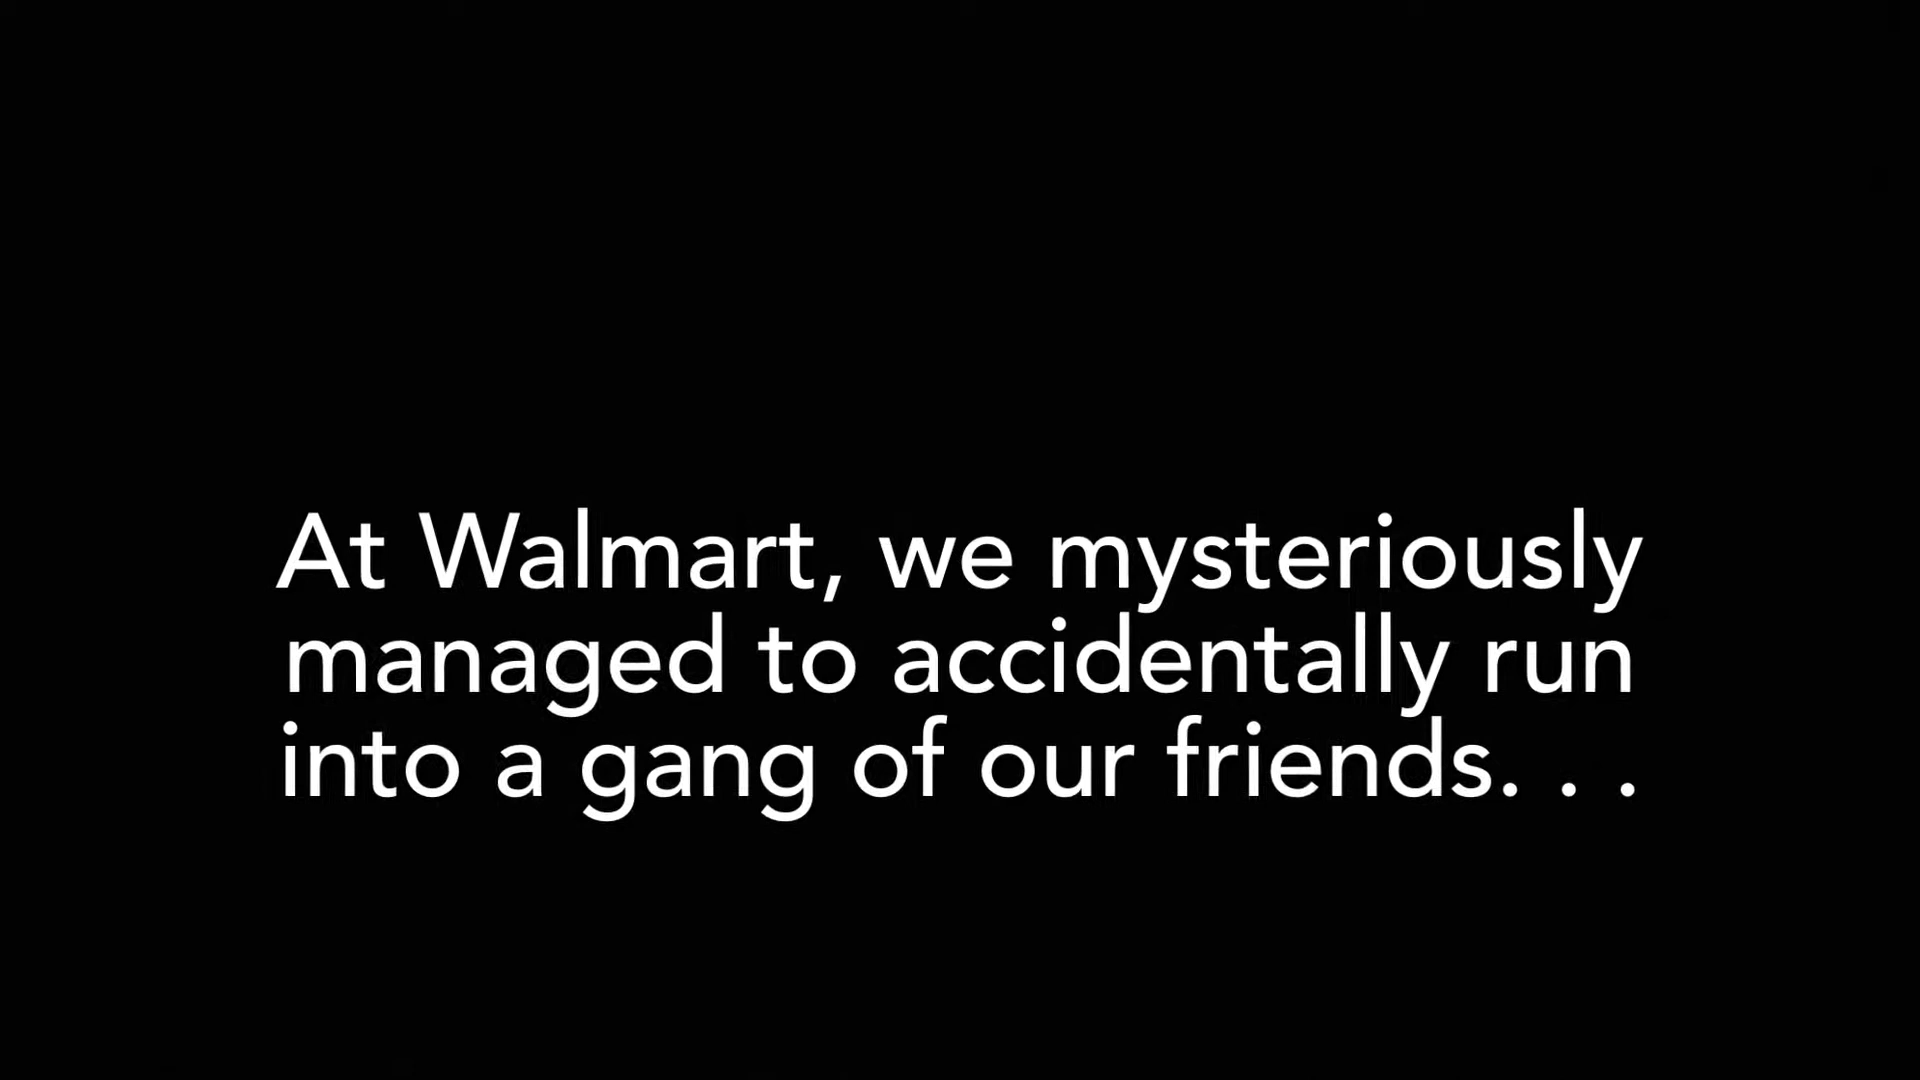 At Walmart, we mysteriously
managed to accidentally run
into a gang of our friends. . .